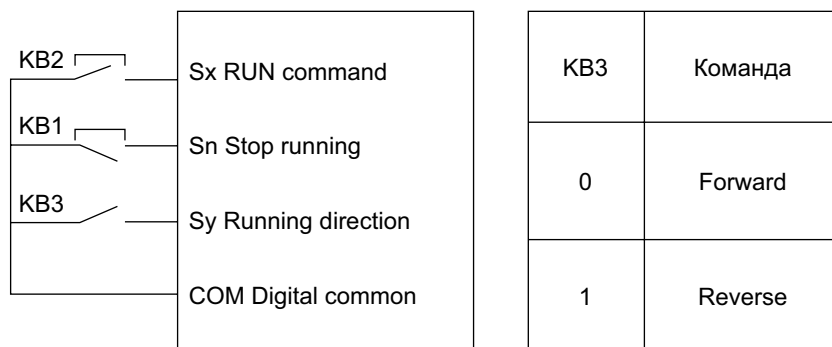 KB2
Sx RUN command
KB1
Sn Stop running
KB3
Sy Running direction
COM Digital common
KB3 Команда
0 Forward
1 Reverse